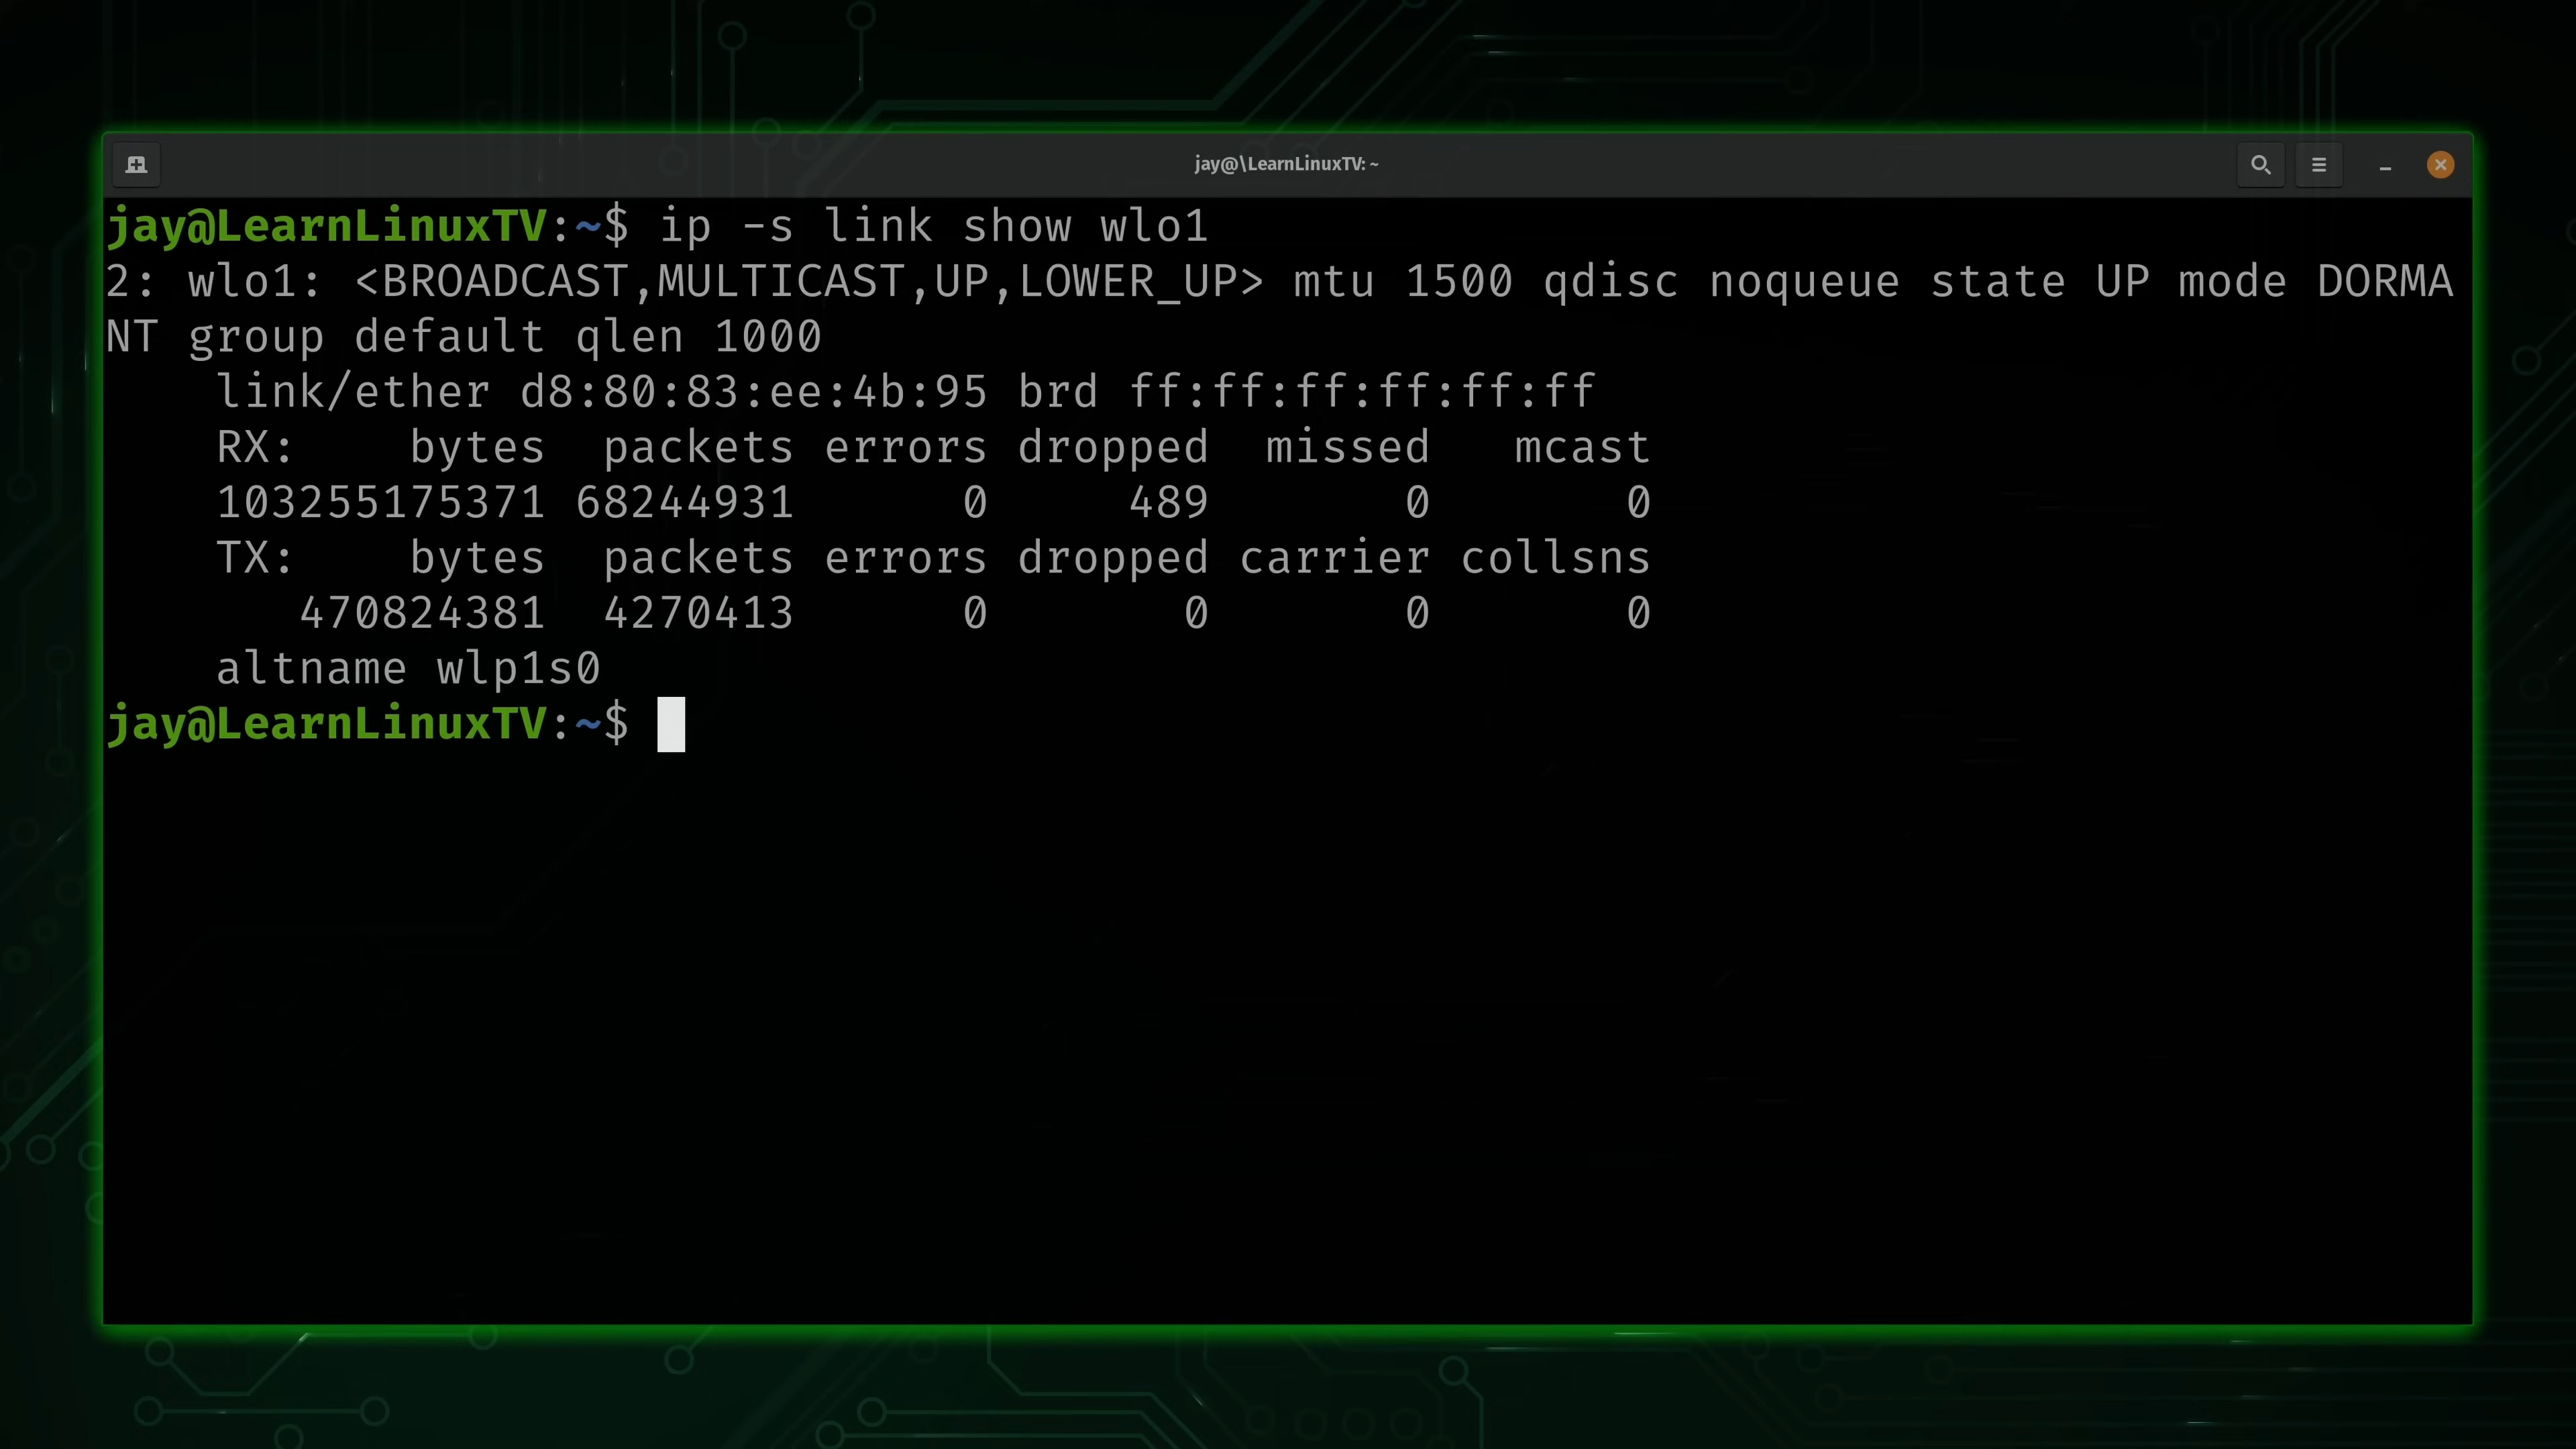 jay@\LearnLinuxTV: ~
jay@LearnLinuxTV:~$ ip -s link show wlo1
2: wlo1: <BROADCAST,MULTICAST,UP,LOWER_UP> mtu 1500 qdisc noqueue state UP mode DORMA
NT group default qlen 1000
    link/ether d8:80:83:ee:4b:95 brd ff:ff:ff:ff:ff:ff
    RX:    bytes  packets errors dropped  missed   mcast
    103255175371 68244931      0     489       0       0
    TX:    bytes  packets errors dropped carrier collsns
       470824381  4270413      0       0       0       0
    altname wlp1s0
jay@LearnLinuxTV:~$